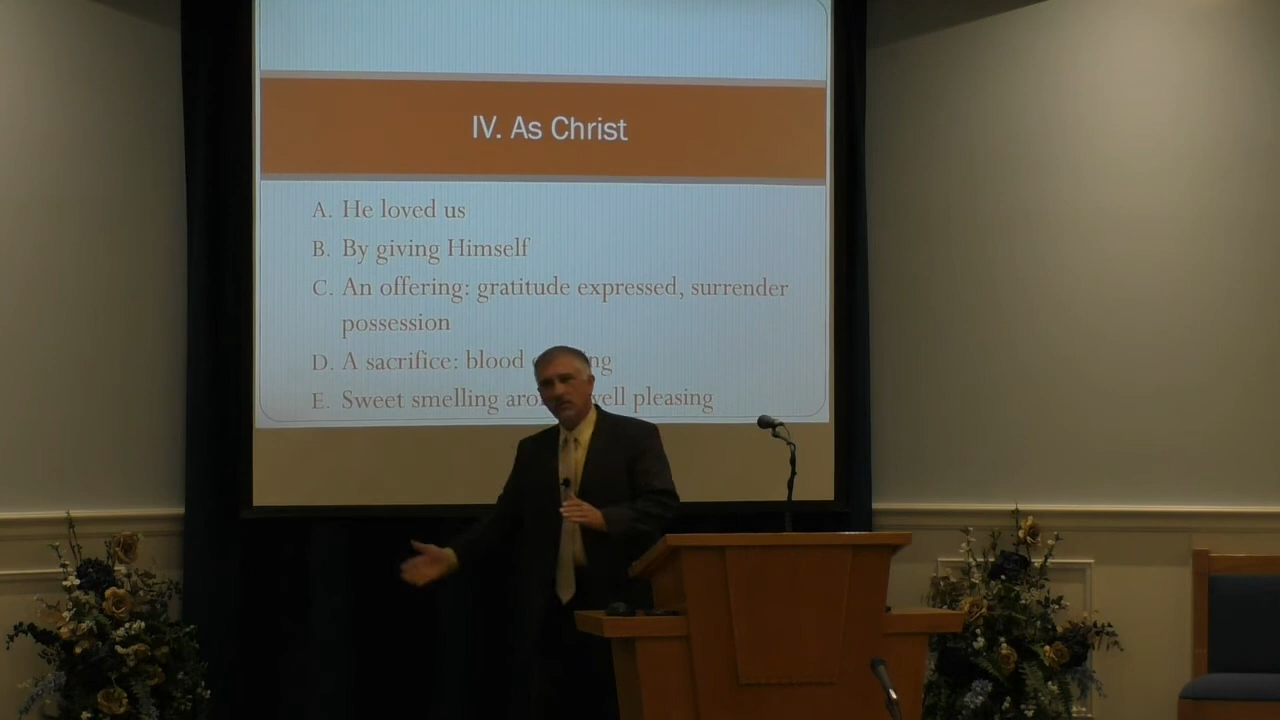 IV. As Christ
A. He loved us
B. By giving Himself
C. An offering: gratitude expressed, surrender
possession
D. A sacrifice: blood
E. Sweet smelling well pleasing